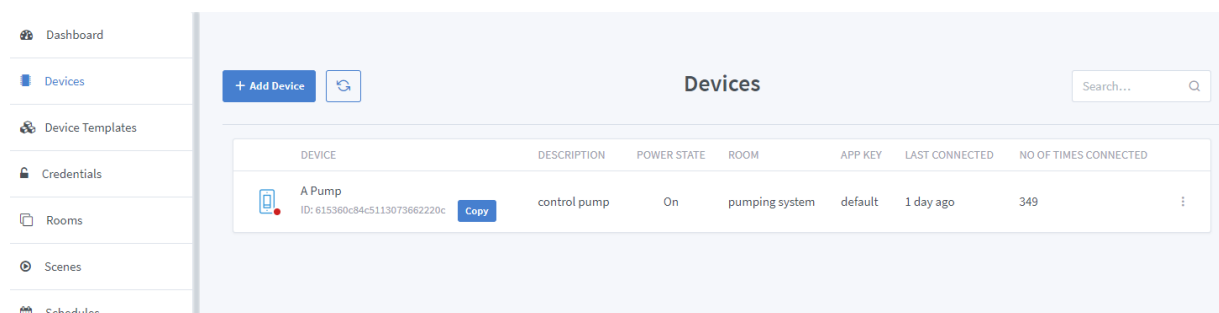 Dashboard
Devices
Device Templates
Credentials
Rooms
Scenes
Schedules
+ Add Device
Devices
Search...
DEVICE DESCRIPTION POWER STATE ROOM APP KEY LAST CONNECTED NO OF TIMES CONNECTED
A Pump
ID: 615360c84c5113073662220c Copy
control pump On pumping system default 1 day ago 349